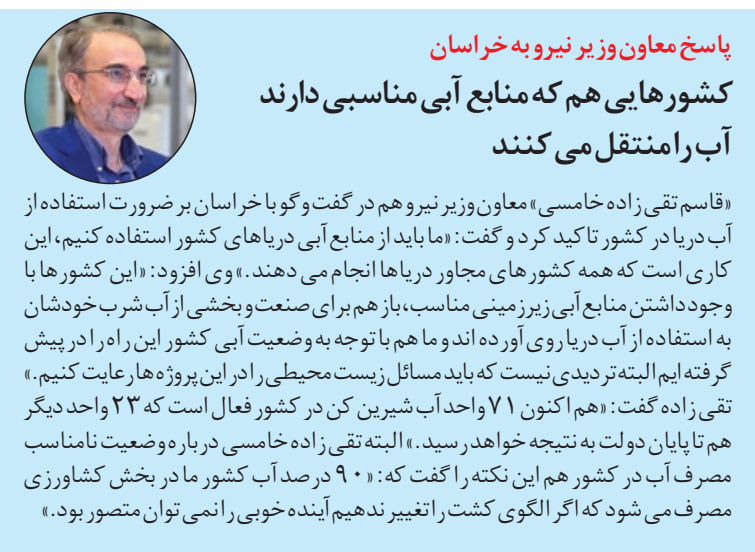 پاسخ معاون وزیر نیرو به خراسان
کشورهایی هم که منابع آبی مناسبی دارند
آب را منتقل می کنند
«قاسم تقی زاده خامسی» معاون وزیر نیرو هم در گفت و گو با خراسان بر ضرورت استفاده از
آب دریا در کشور تاکید کرد و گفت: «ما باید از منابع آبی دریاهای کشور استفاده کنیم، این
کاری است که همه کشورهای مجاور دریاها انجام می دهند.» وی افزود: «این کشورها با
وجود داشتن منابع آبی زیرزمینی مناسب، باز هم برای صنعت و بخشی از آب شرب خودشان
به استفاده از آب دریا روی آورده اند و ما هم با توجه به وضعیت آبی کشور این راه را در پیش
گرفته ایم البته تردیدی نیست که باید مسائل زیست محیطی را در این پروژه ها رعایت کنیم.»
تقی زاده گفت: «هم اکنون ۷۱ واحد آب شیرین کن در کشور فعال است که ۲۳ واحد دیگر
هم تا پایان دولت به نتیجه خواهد رسید.» البته تقی زاده خامسی درباره وضعیت نامناسب
مصرف آب در کشور هم این نکته را گفت که: «۹۰ درصد آب کشور ما در بخش کشاورزی
مصرف می شود که اگر الگوی کشت را تغییر ندهیم آینده خوبی را نمی توان متصور بود.»